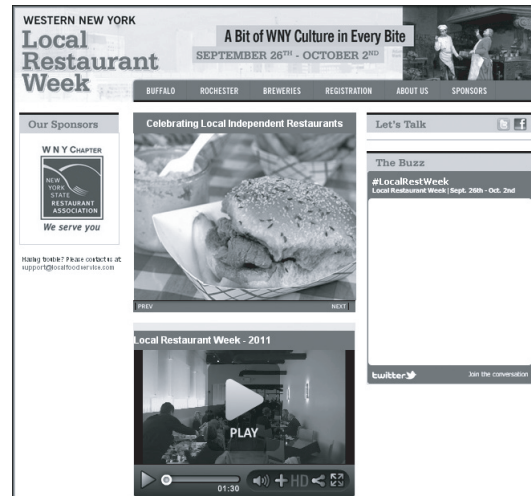 WESTERN NEW YORK
Local
Restaurant
Week
A Bit of WNY Culture in Every Bite
SEPTEMBER 26TH - OCTOBER 2ND
BUFFALO ROCHESTER BREWERIES REGISTRATION ABOUT US SPONSORS
Our Sponsors
WNY CHAPTER
NEW
YORK
STATE
RESTAURANT
ASSOCIATION
We serve you
Having trouble? Please contact us at:
support@localfoodservise.com
Celebrating Local Independent Restaurants
PREV NEXT
Local Restaurant Week - 2011
PLAY
01:30
HD
Let's Talk
The Buzz
#LocalRestWeek
Local Restaurant Week | Sept. 26th - Oct. 2nd
twitter
Join the conversation